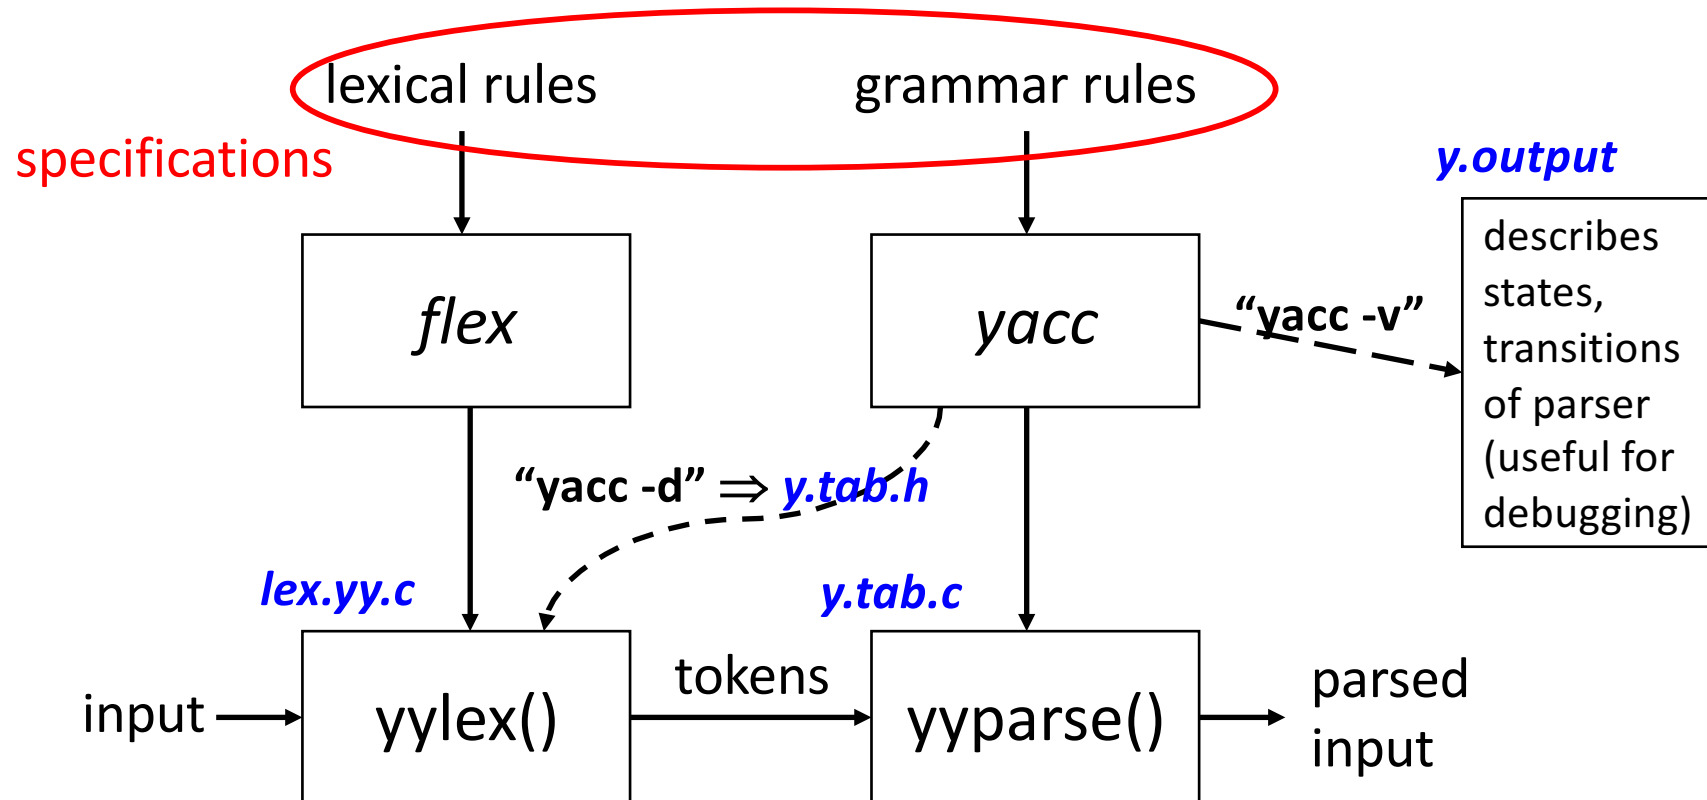 lexical rules
grammar rules
specifications
y.output
flex
yacc
“yacc -v”
describes
states,
transitions
of parser
(useful for
debugging)
“yacc -d” ⇒ y.tab.h
lex.yy.c
y.tab.c
input
yylex()
tokens
yyparse()
parsed
input